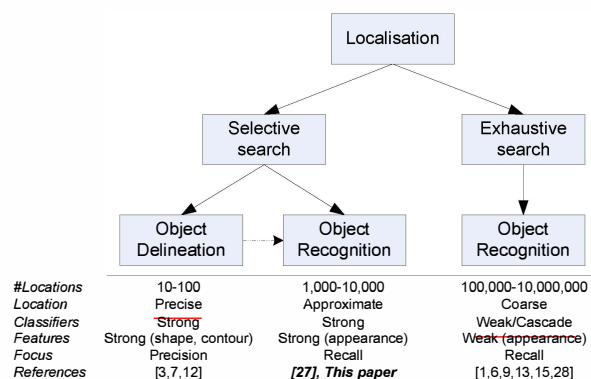 Localisation
Selective search
Exhaustive search
Object Delineation
Object Recognition
Object Recognition
#Locations 10-100 1,000-10,000 100,000-10,000,000
Location Precise Approximate Coarse
Classifiers Strong Strong Weak/Cascade
Features Strong (shape, contour) Strong (appearance) Weak (appearance)
Focus Precision Recall Recall
References [3,7,12] [27], This paper [1,6,9,13,15,28]